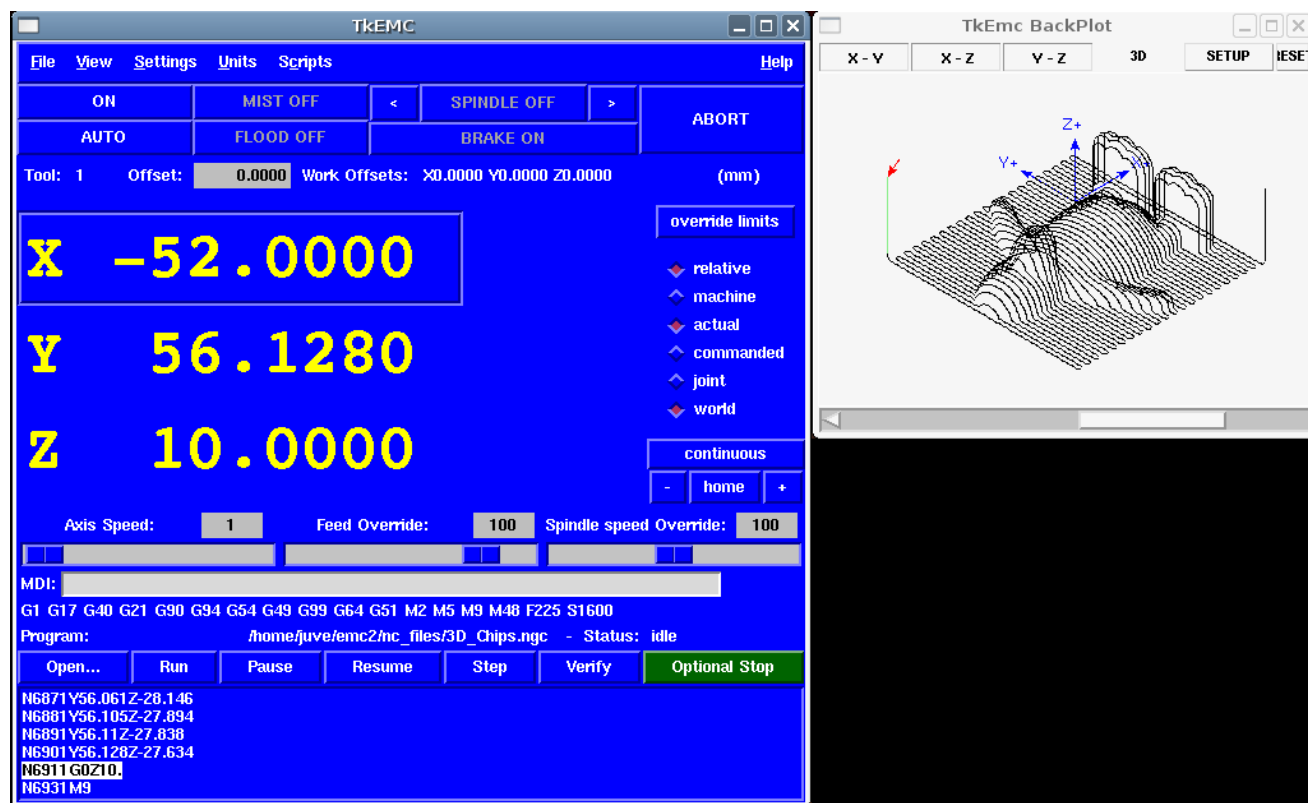 TkEMC
File View Settings Units Scripts Help
ON MIST OFF < SPINDLE OFF > ABORT
AUTO FLOOD OFF BRAKE ON
Tool: 1 Offset: 0.0000 Work Offsets: X0.0000 Y0.0000 Z0.0000 (mm)
override limits
X -52.0000
relative
machine
Y 56.1280
actual
commanded
joint
world
Z 10.0000
continuous
- home +
Axis Speed: 1 Feed Override: 100 Spindle speed Override: 100
MDI:
G1 G17 G40 G21 G90 G94 G54 G49 G99 G64 G51 M2 M5 M9 M48 F225 S1600
Program: /home/juve/emc2/nc_files/3D_Chips.ngc - Status: idle
Open... Run Pause Resume Step Verify Optional Stop
N6871Y56.061Z-28.146
N6881Y56.105Z-27.894
N6891Y56.11Z-27.838
N6901Y56.128Z-27.634
N6911G0Z10.
N6931M9
TkEmc BackPlot
X - Y X - Z Y - Z 3D SETUP RESE
Z+
Y+ X+